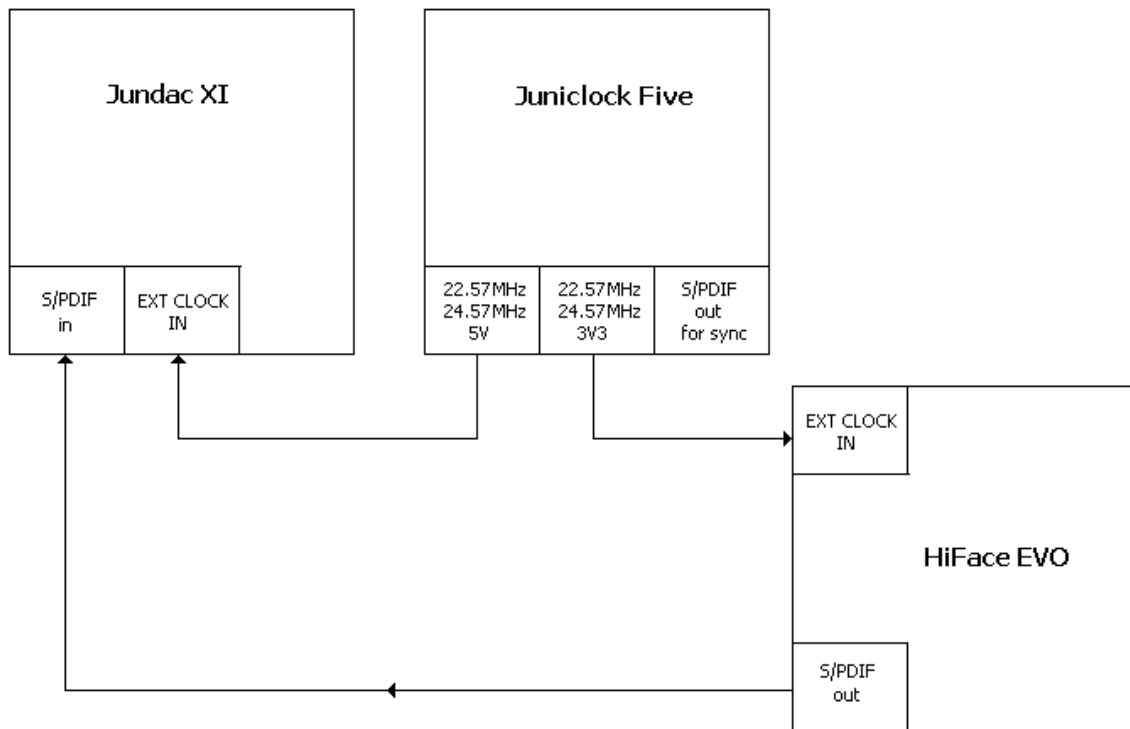 Jundac XI
S/PDIF
in
EXT CLOCK
IN
Juniclock Five
22.57MHz
24.57MHz
5V
22.57MHz
24.57MHz
3V3
S/PDIF
out
for sync
EXT CLOCK
IN
HiFace EVO
S/PDIF
out